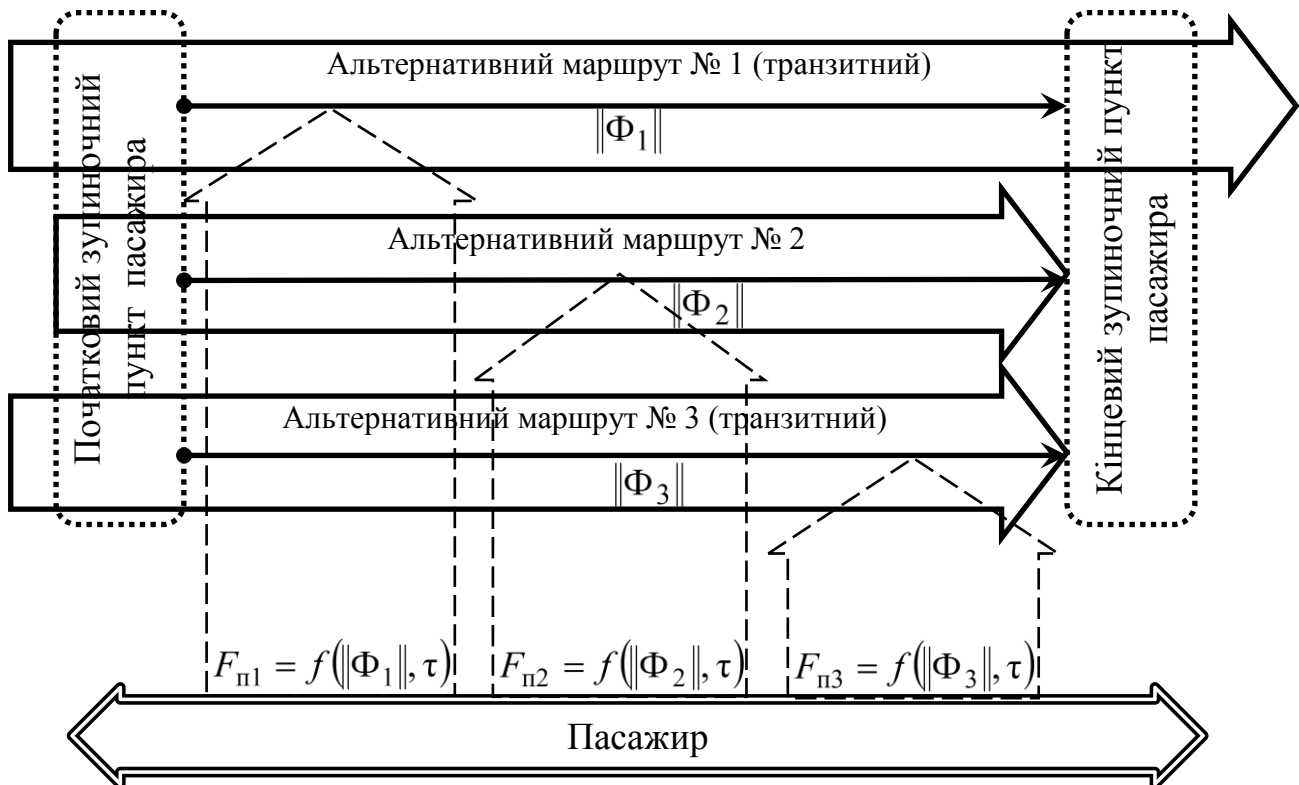 Альтернативний маршрут № 1 (транзитний)
‖Φ₁‖
Початковий зупиночний
пункт пасажира
Кінцевий зупиночний пункт
пасажира
Альтернативний маршрут № 2
‖Φ₂‖
Альтернативний маршрут № 3 (транзитний)
‖Φ₃‖
Fп1 = f(‖Φ₁‖, τ)
Fп2 = f(‖Φ₂‖, τ)
Fп3 = f(‖Φ₃‖, τ)
Пасажир